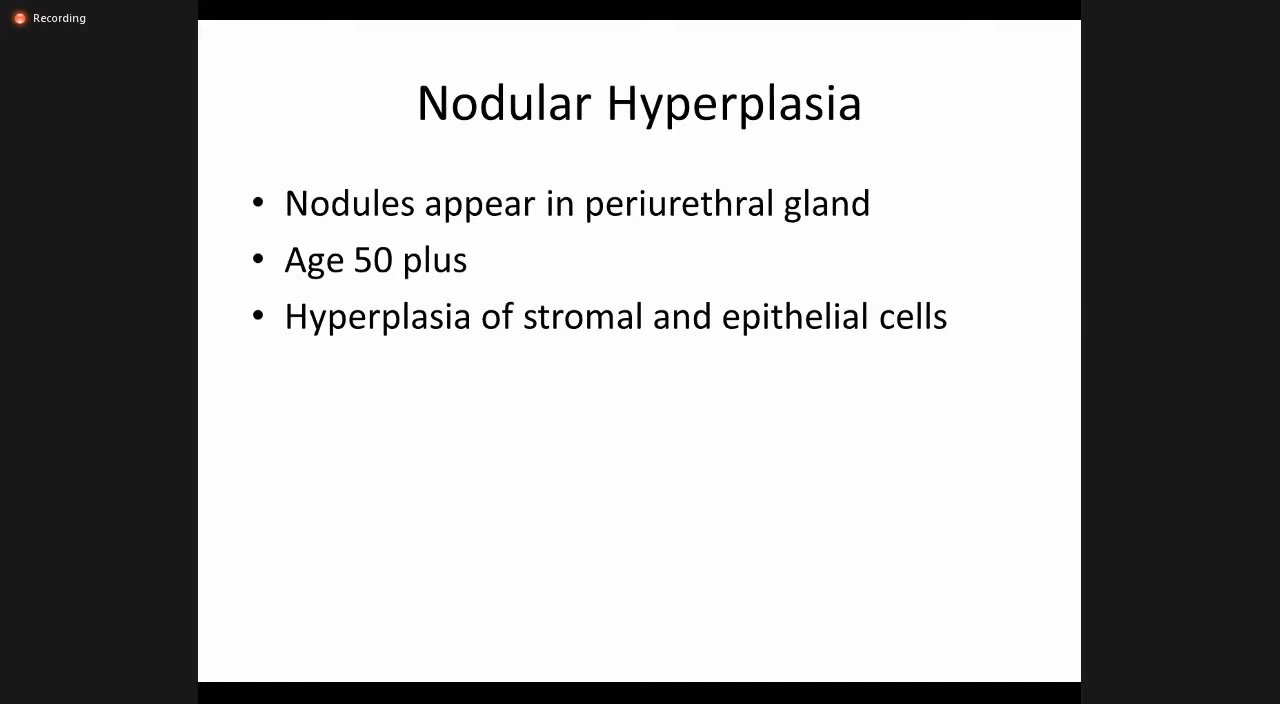 Recording
Nodular Hyperplasia
• Nodules appear in periurethral gland
• Age 50 plus
• Hyperplasia of stromal and epithelial cells